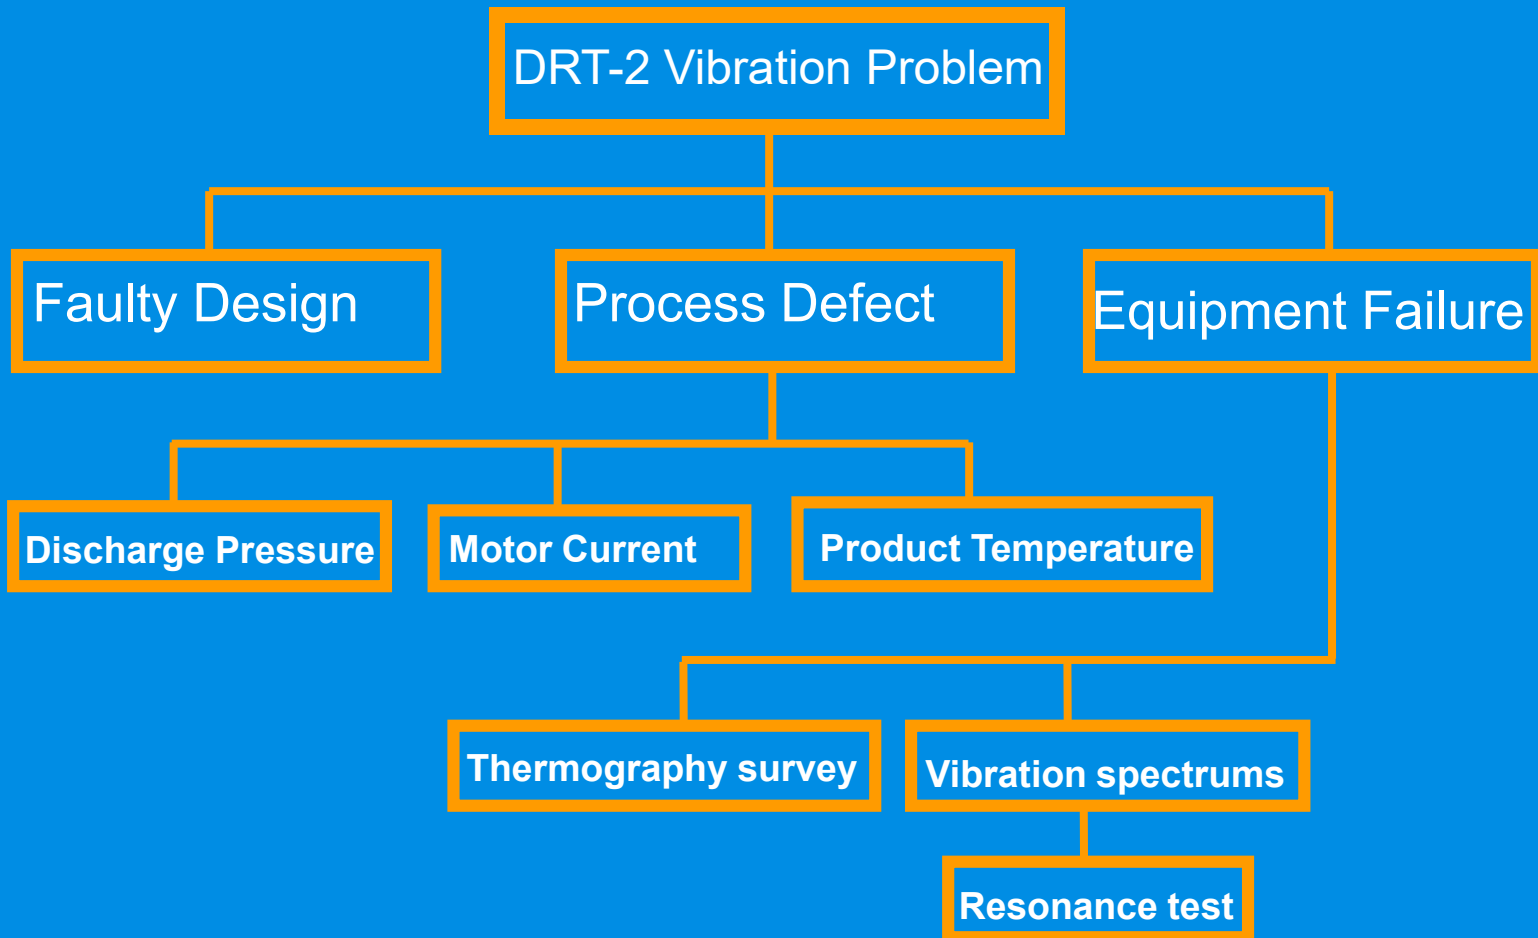 DRT-2 Vibration Problem
Faulty Design
Process Defect
Equipment Failure
Discharge Pressure
Motor Current
Product Temperature
Thermography survey
Vibration spectrums
Resonance test